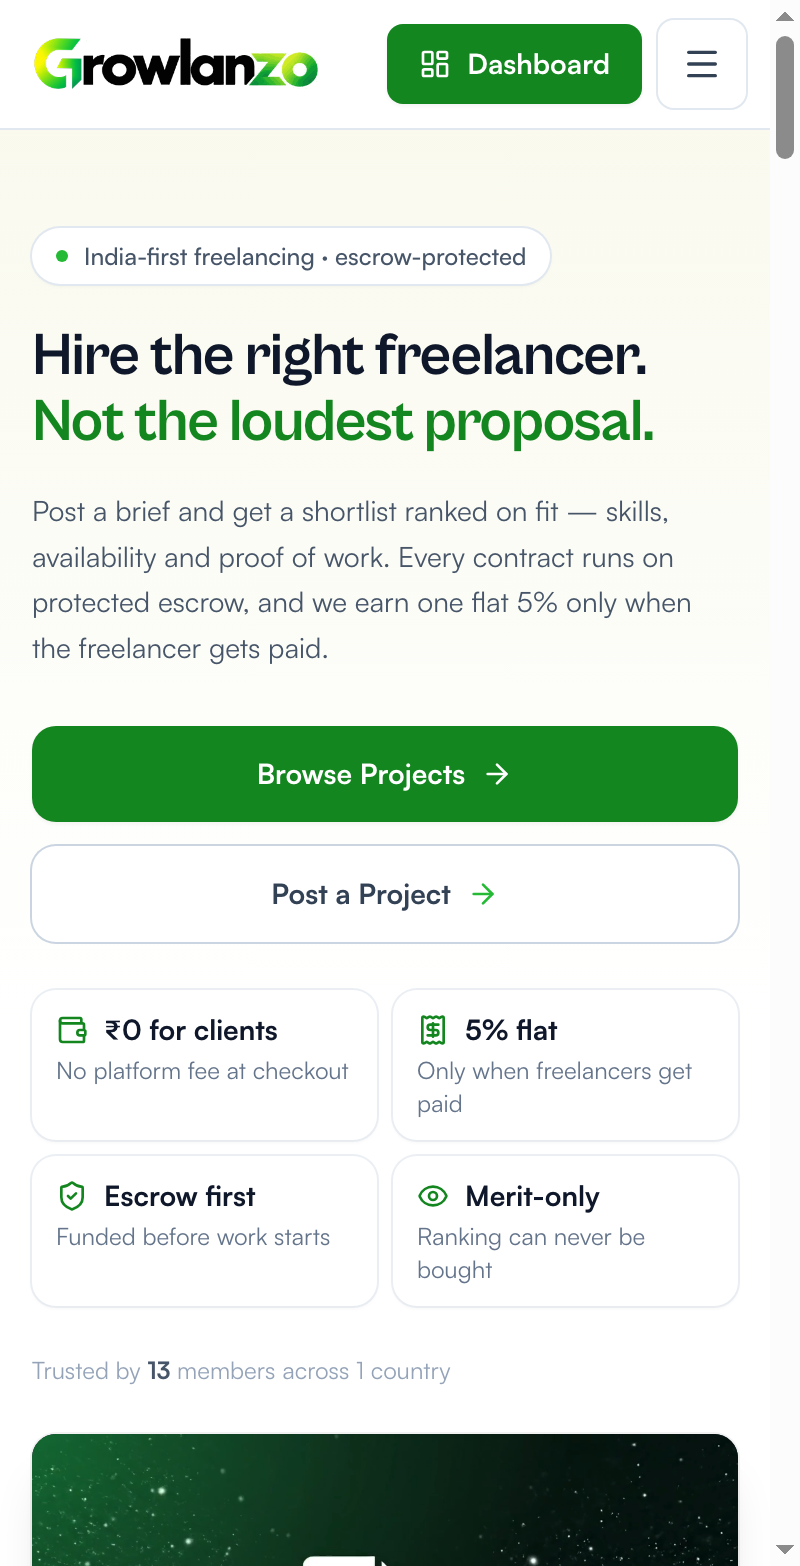 Growlanzo
Dashboard
India-first freelancing · escrow-protected
Hire the right freelancer.
Not the loudest proposal.
Post a brief and get a shortlist ranked on fit — skills,
availability and proof of work. Every contract runs on
protected escrow, and we earn one flat 5% only when
the freelancer gets paid.
Browse Projects →
Post a Project →
₹0 for clients
No platform fee at checkout
5% flat
Only when freelancers get
paid
Escrow first
Funded before work starts
Merit-only
Ranking can never be
bought
Trusted by 13 members across 1 country